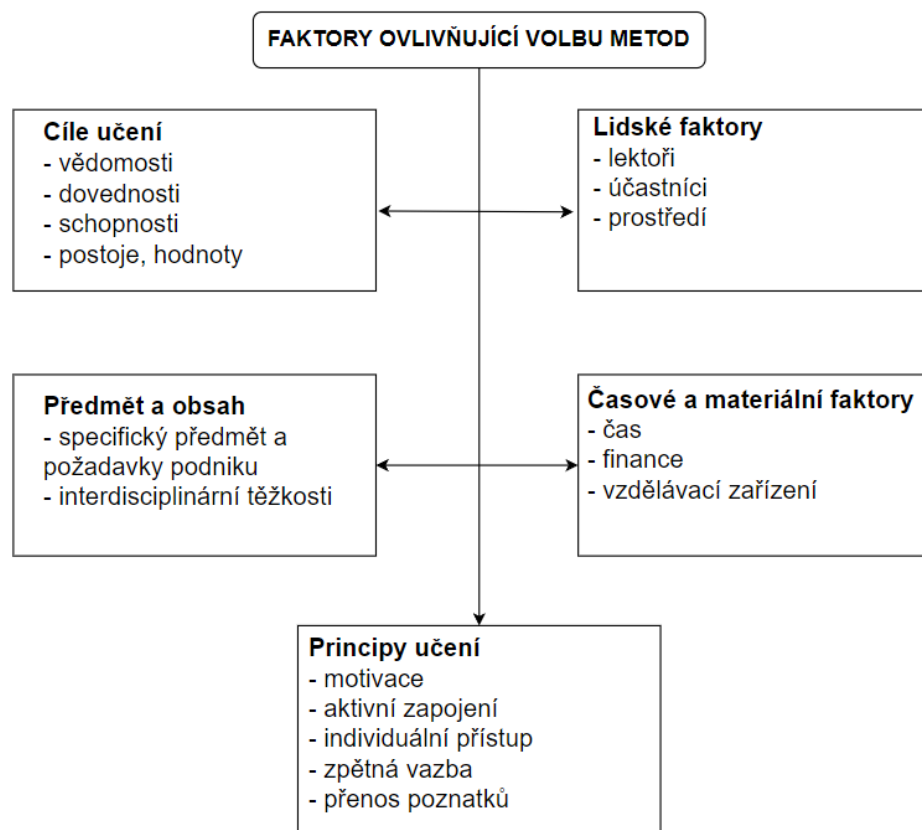 FAKTORY OVLIVŇUJÍCÍ VOLBU METOD
Cíle učení
- vědomosti
- dovednosti
- schopnosti
- postoje, hodnoty
Lidské faktory
- lektoři
- účastníci
- prostředí
Předmět a obsah
- specifický předmět a
požadavky podniku
- interdisciplinární těžkosti
Časové a materiální faktory
- čas
- finance
- vzdělávací zařízení
Principy učení
- motivace
- aktivní zapojení
- individuální přístup
- zpětná vazba
- přenos poznatků